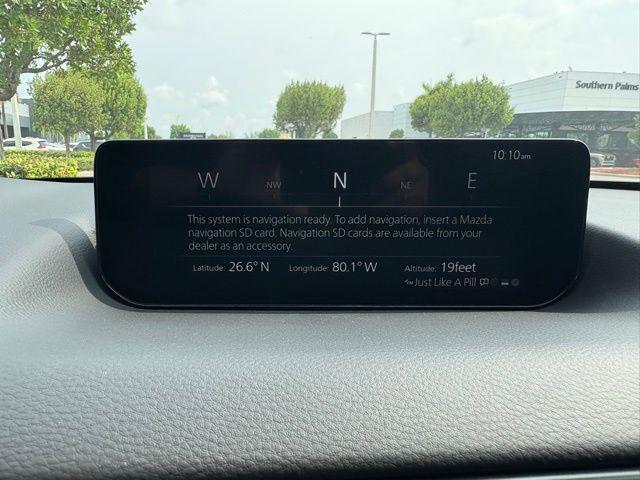 Southern Palms
10:10am
W NW N NE E
This system is navigation ready. To add navigation, insert a Mazda
navigation SD card. Navigation SD cards are available from your
dealer as an accessory.
Latitude: 26.6° N Longitude: 80.1° W Altitude: 19feet
Just Like A Pill